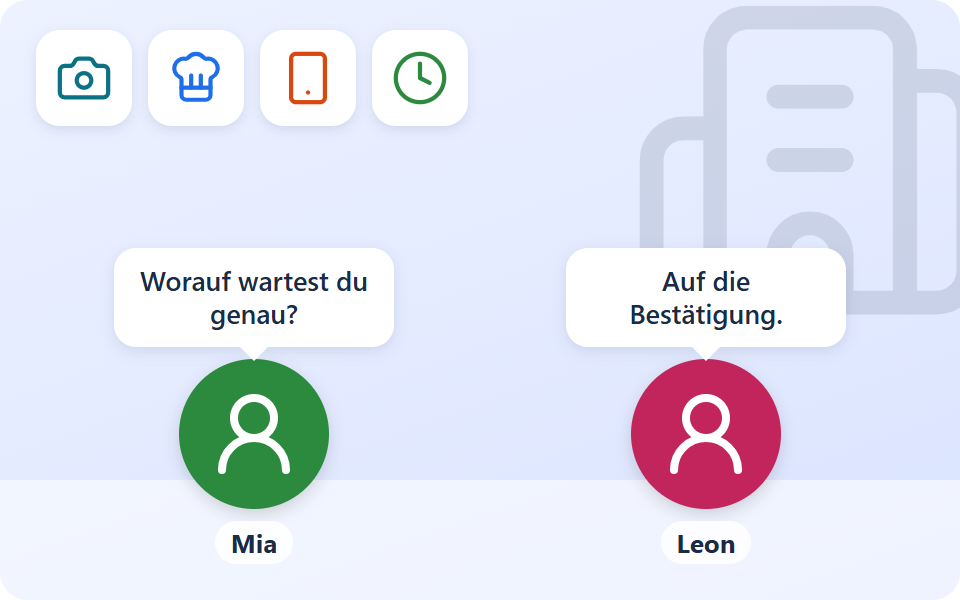 Worauf wartest du
genau?
Auf die
Bestätigung.
Mia
Leon